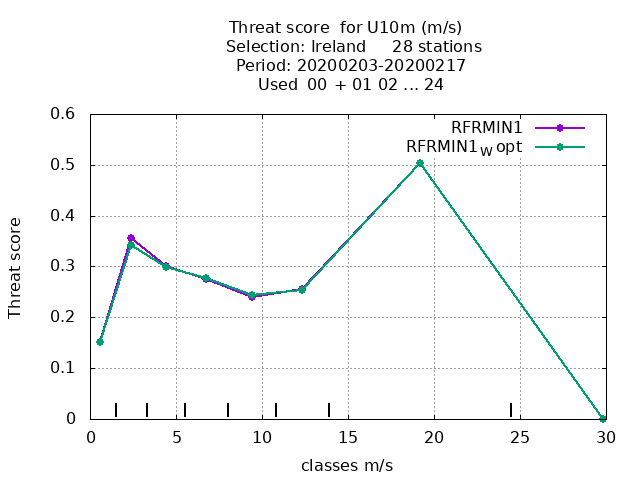 Threat score  for U10m (m/s)
Selection: Ireland     28 stations
Period: 20200203-20200217
Used  00  + 01 02 ... 24
RFRMIN1
RFRMIN1W opt
Threat score
0.6
0.5
0.4
0.3
0.2
0.1
0
0 5 10 15 20 25 30
classes m/s